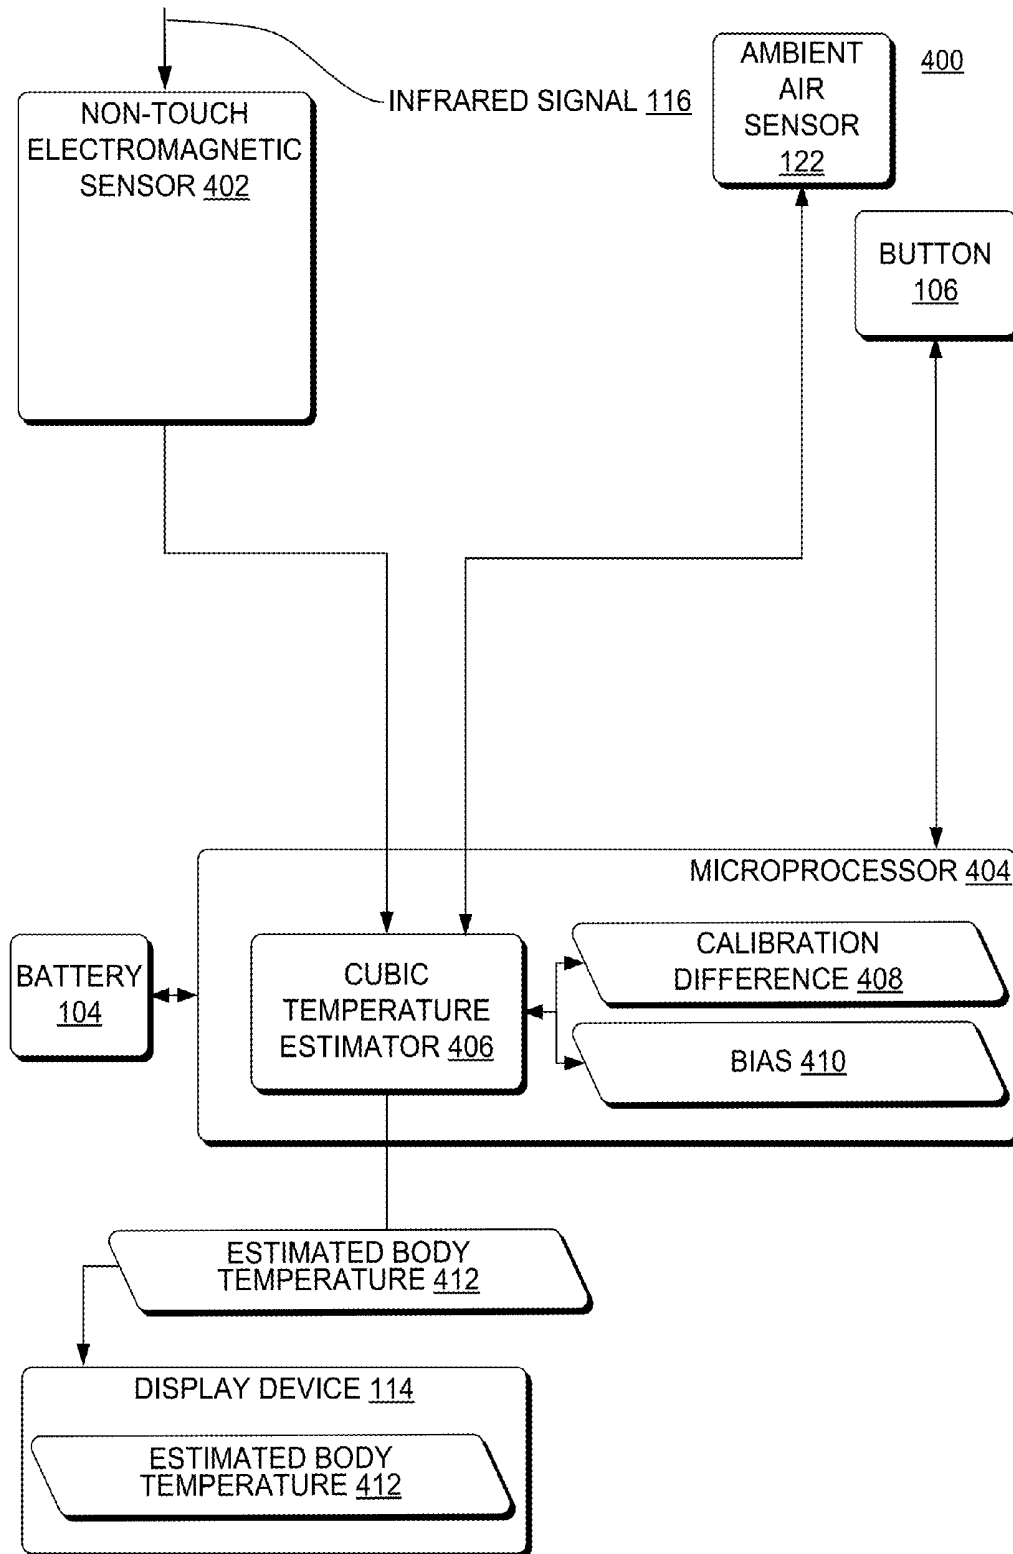 AMBIENT
AIR
SENSOR
122
400
NON-TOUCH
ELECTROMAGNETIC
SENSOR 402
INFRARED SIGNAL 116
BUTTON
106
MICROPROCESSOR 404
BATTERY
104
CUBIC
TEMPERATURE
ESTIMATOR 406
CALIBRATION
DIFFERENCE 408
BIAS 410
ESTIMATED BODY
TEMPERATURE 412
DISPLAY DEVICE 114
ESTIMATED BODY
TEMPERATURE 412